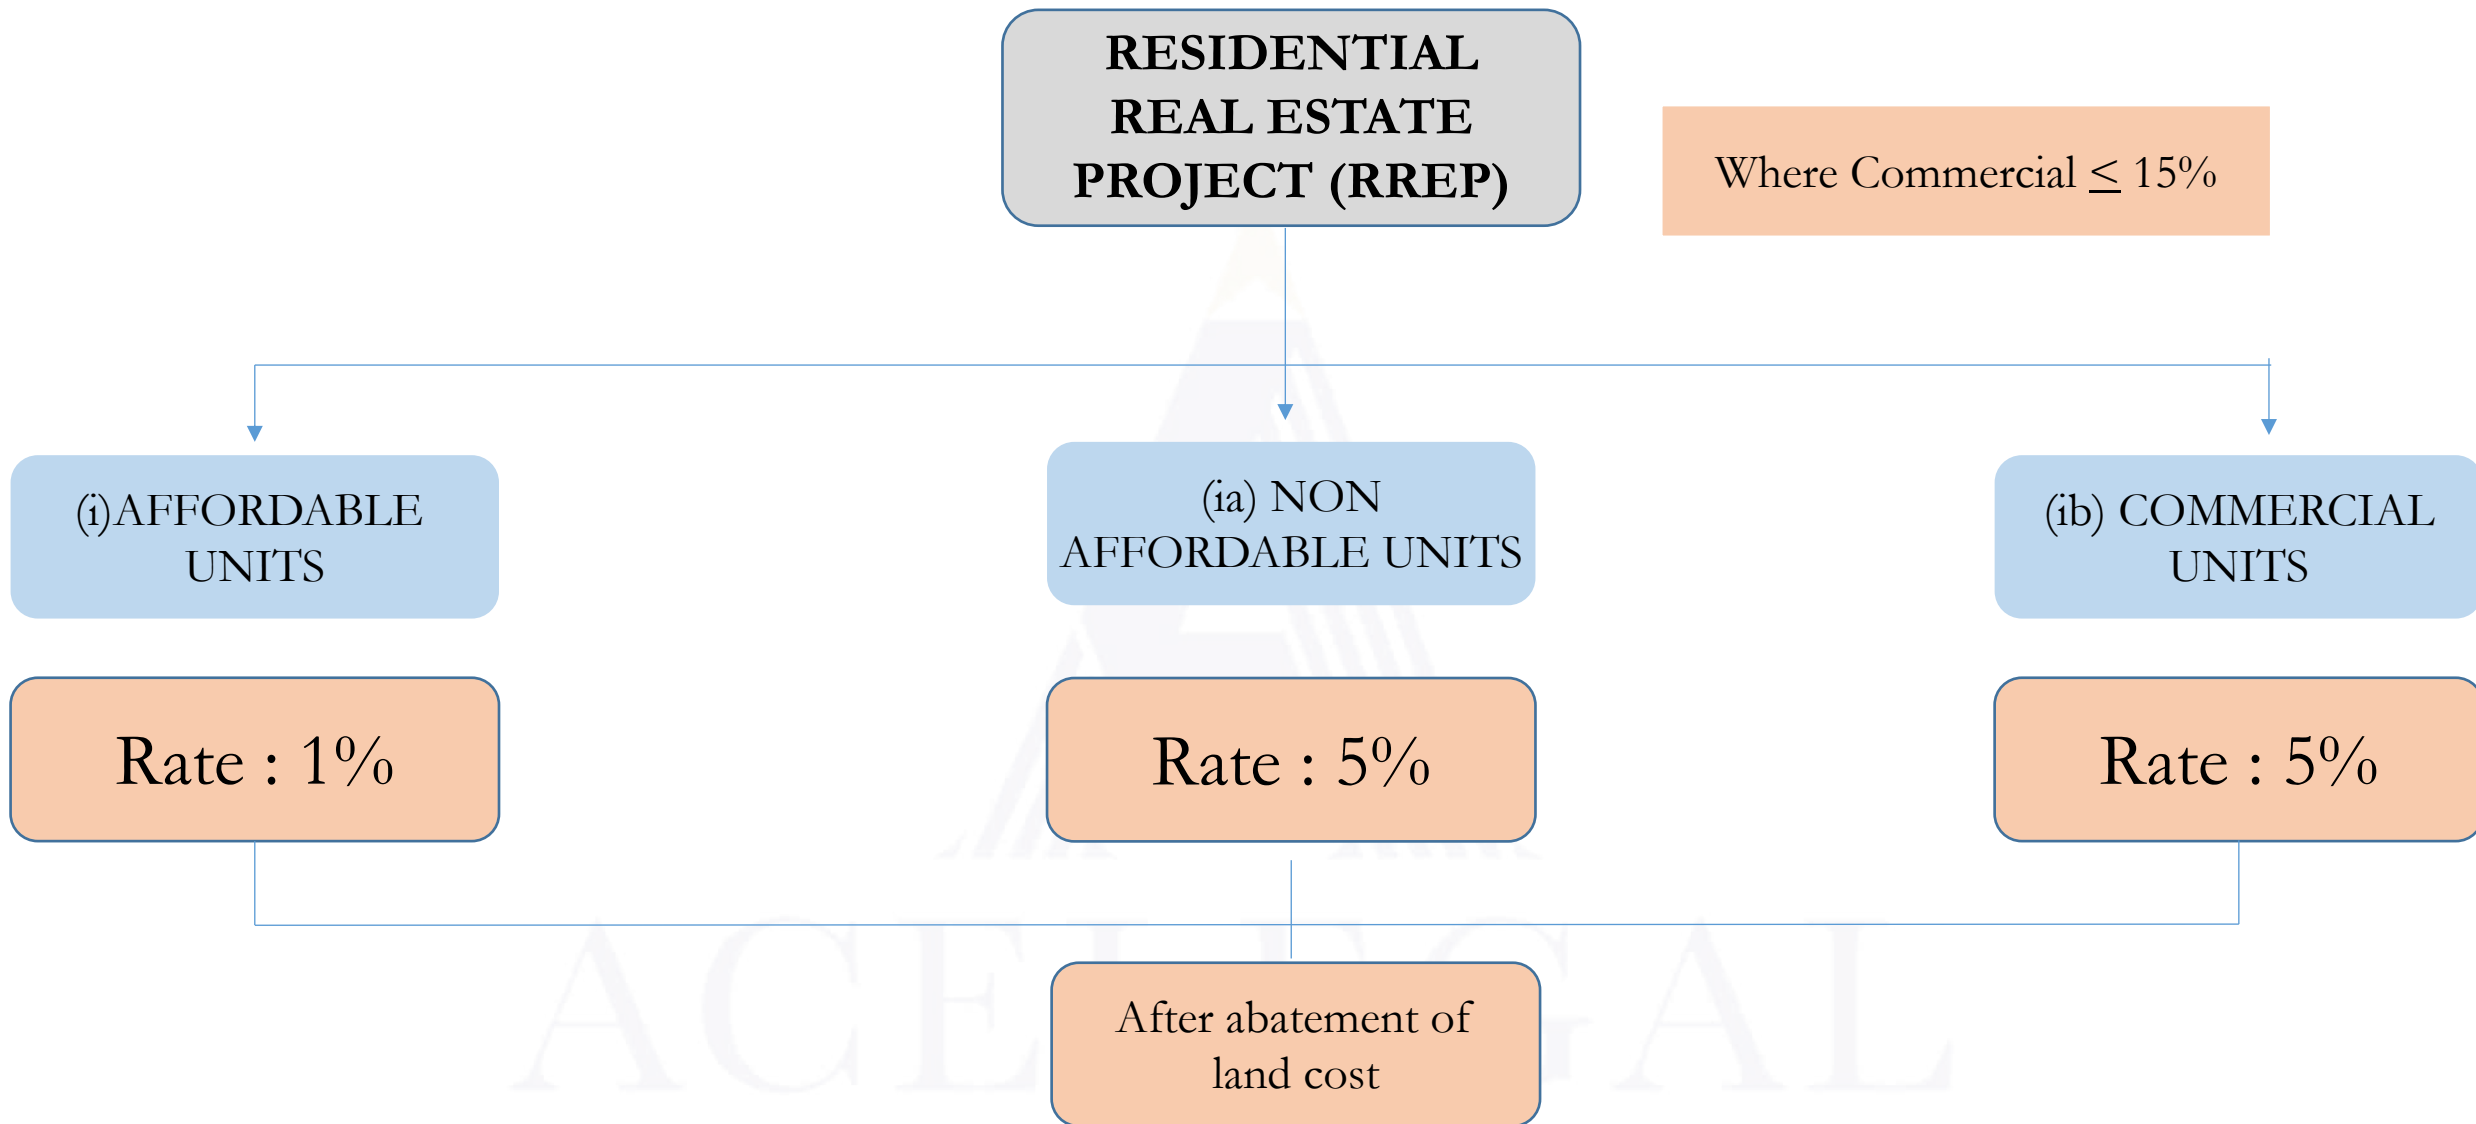 RESIDENTIAL
REAL ESTATE
PROJECT (RREP)
Where Commercial ≤ 15%
(i)AFFORDABLE
UNITS
(ia) NON
AFFORDABLE UNITS
(ib) COMMERCIAL
UNITS
Rate : 1%
Rate : 5%
Rate : 5%
After abatement of
land cost
ACELEGAL